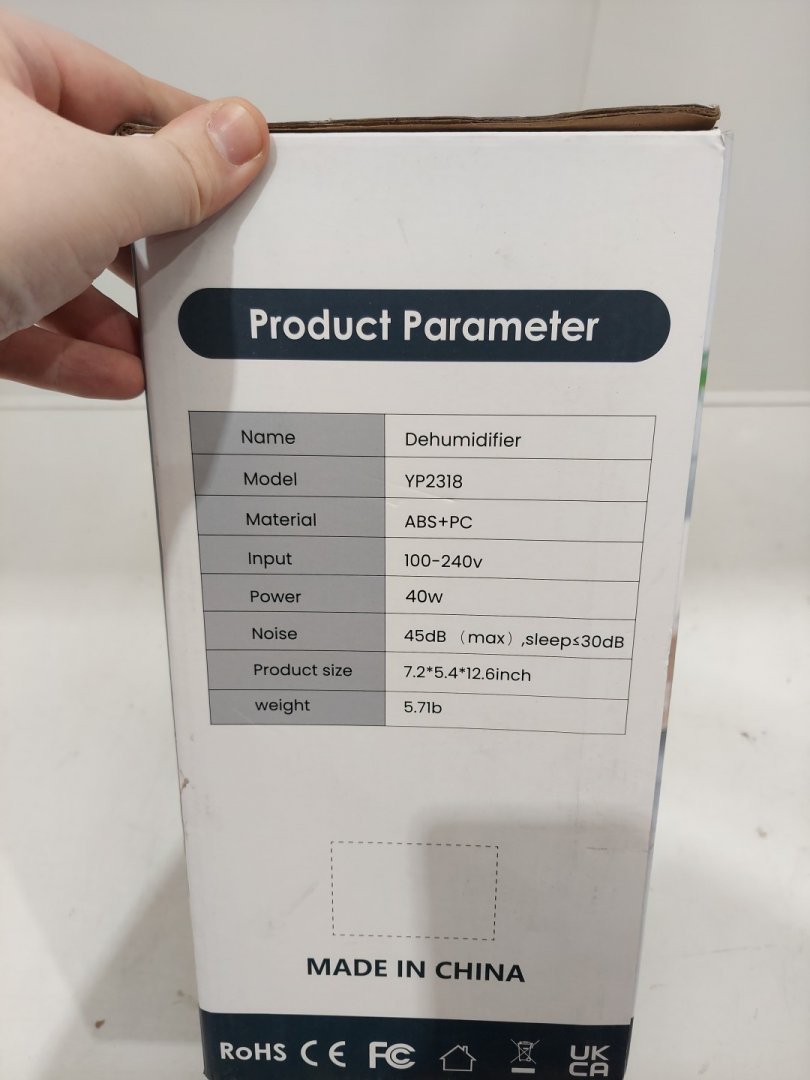 Product Parameter
Name Dehumidifier
Model YP2318
Material ABS+PC
Input 100-240v
Power 40w
Noise 45dB （max）,sleep≤30dB
Product size 7.2*5.4*12.6inch
weight 5.71b
MADE IN CHINA
RoHS CE FC UK
CA